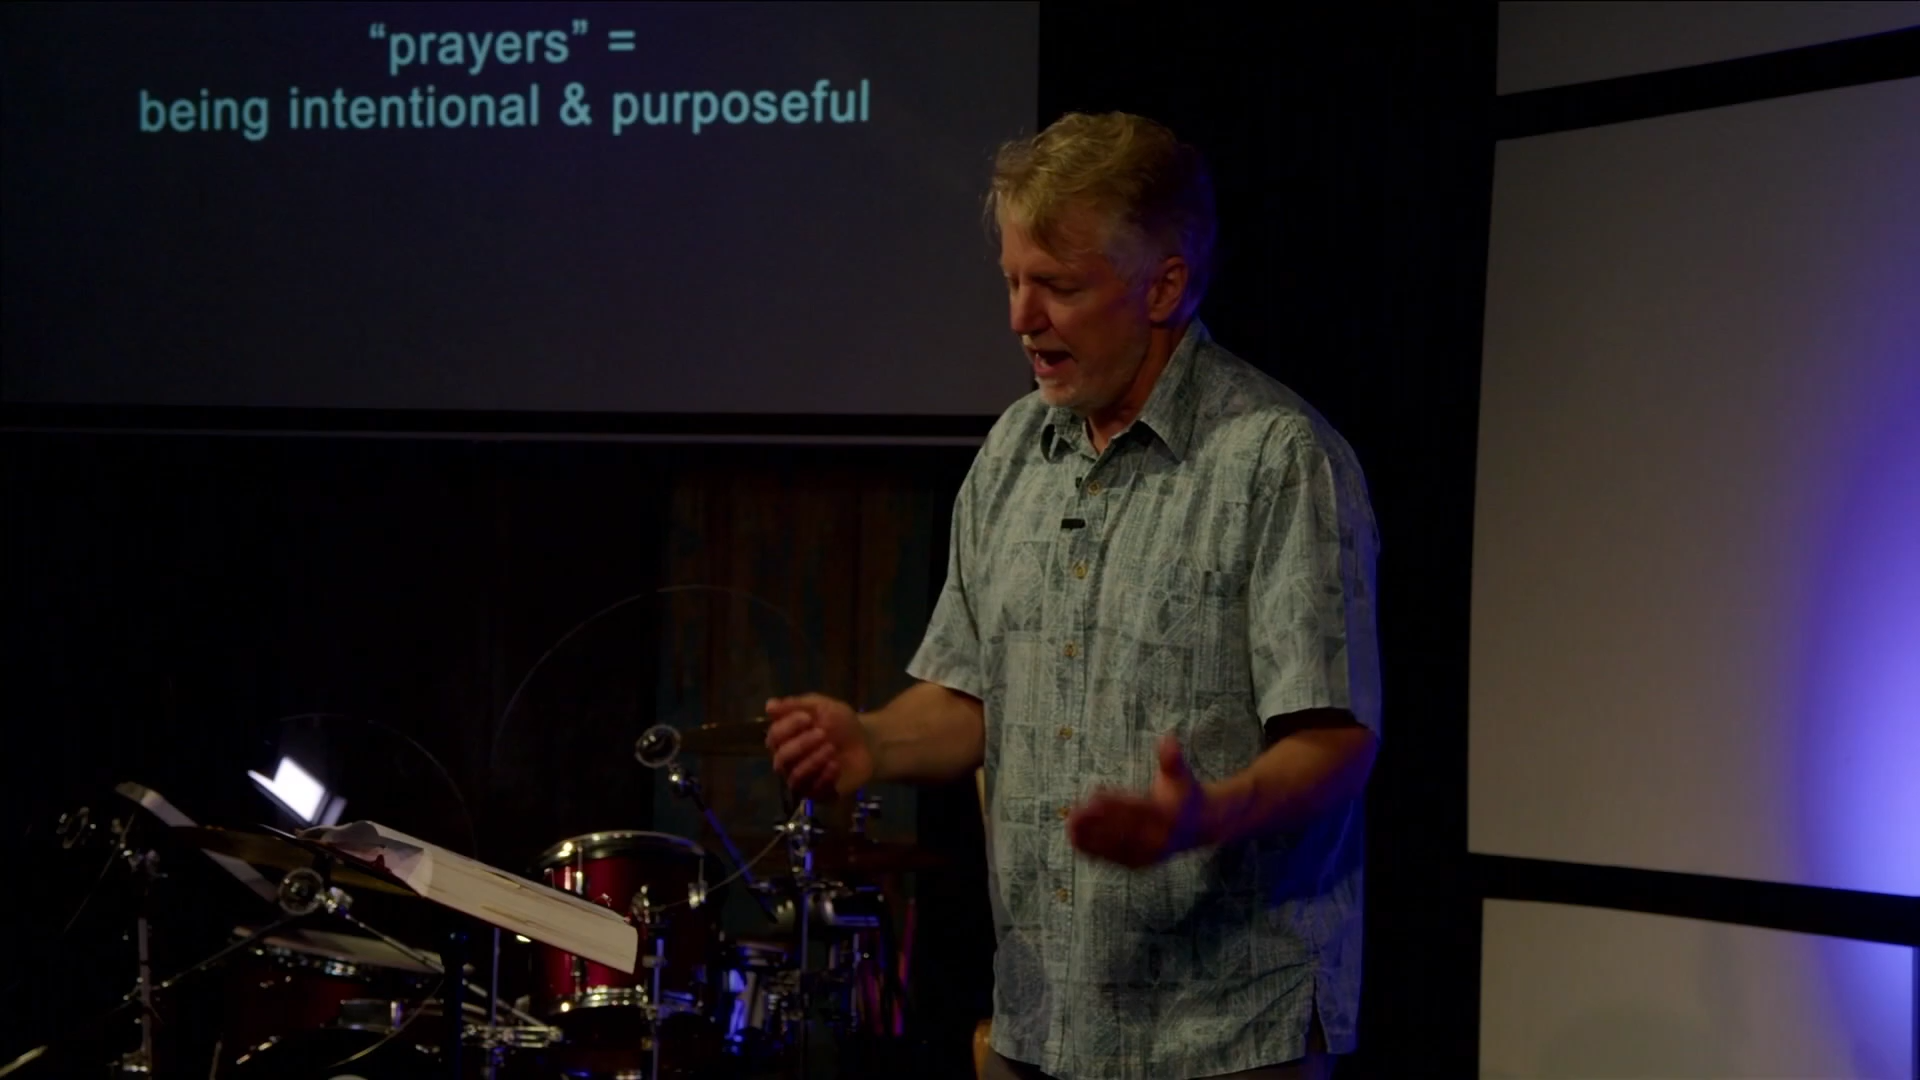 “prayers” =
being intentional & purposeful